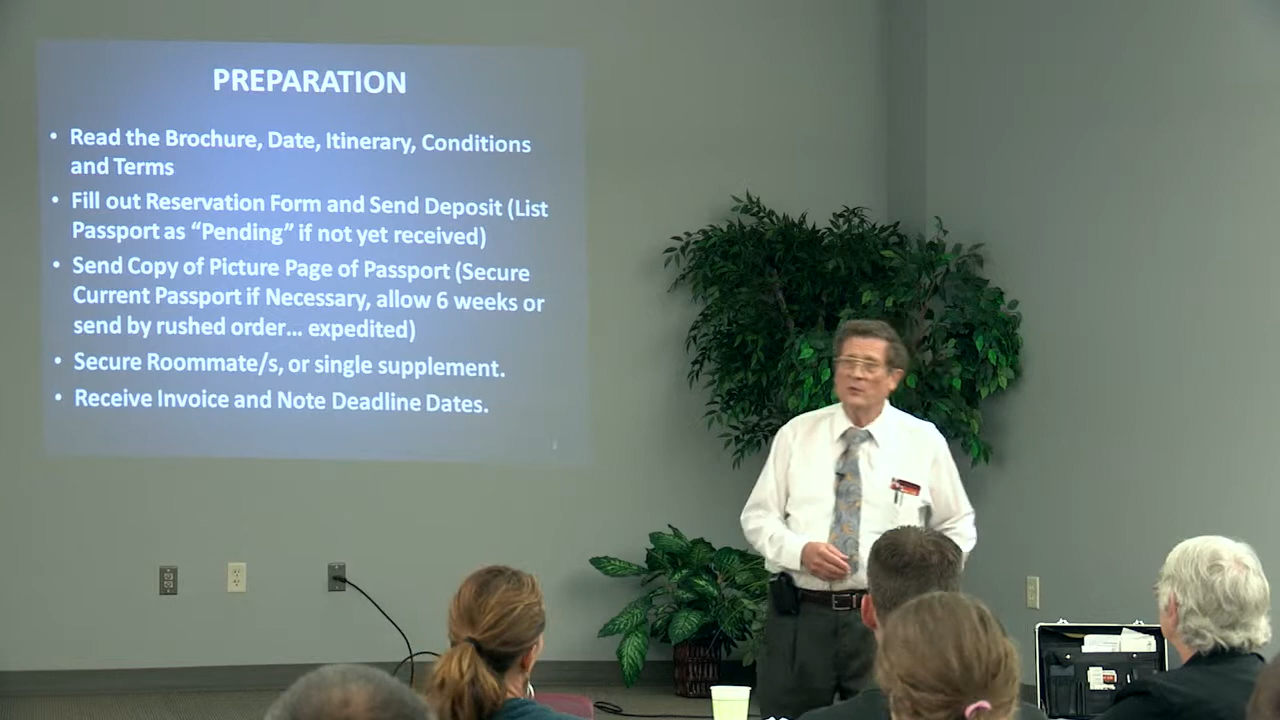 PREPARATION
• Read the Brochure, Date, Itinerary, Conditions
and Terms
• Fill out Reservation Form and Send Deposit (List
Passport as “Pending” if not yet received)
• Send Copy of Picture Page of Passport (Secure
Current Passport if Necessary, allow 6 weeks or
send by rushed order... expedited)
• Secure Roommate/s, or single supplement.
• Receive Invoice and Note Deadline Dates.